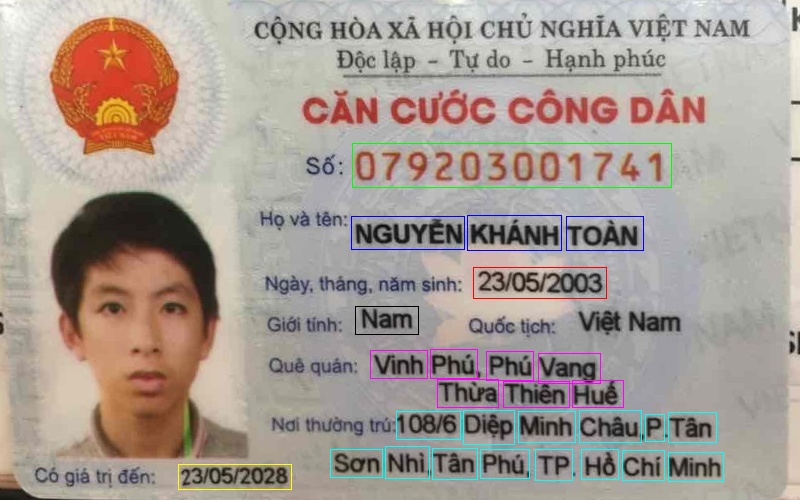 CỘNG HÒA XÃ HỘI CHỦ NGHĨA VIỆT NAM
Độc lập - Tự do - Hạnh phúc
CĂN CƯỚC CÔNG DÂN
Số: 079203001741
Họ và tên: NGUYỄN KHÁNH TOÀN
Ngày, tháng, năm sinh: 23/05/2003
Giới tính: Nam Quốc tịch: Việt Nam
Quê quán: Vinh Phú, Phú Vang
Thừa Thiên Huế
Nơi thường trú: 108/6 Diệp Minh Châu, P. Tân
Sơn Nhì, Tân Phú, TP. Hồ Chí Minh
Có giá trị đến: 23/05/2028